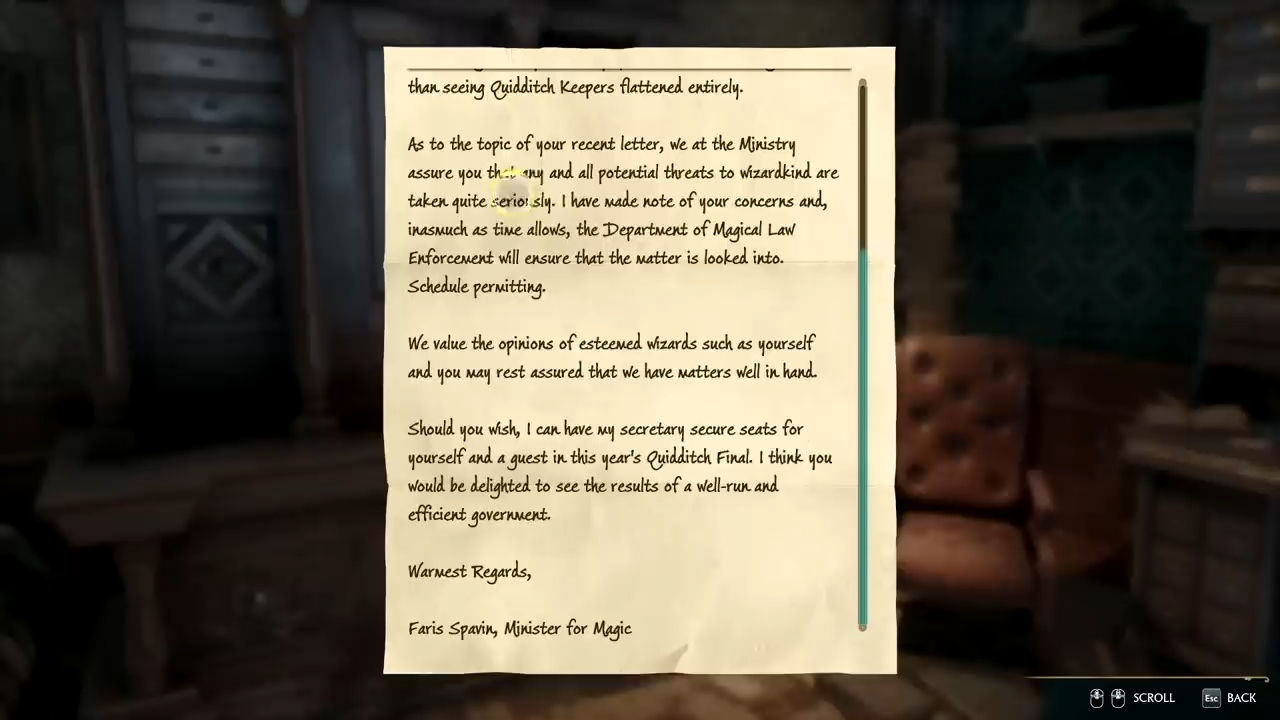 than seeing Quidditch Keepers flattened entirely.
As to the topic of your recent letter, we at the Ministry
assure you that any and all potential threats to wizardkind are
taken quite seriously. I have made note of your concerns and,
inasmuch as time allows, the Department of Magical Law
Enforcement will ensure that the matter is looked into.
Schedule permitting.
We value the opinions of esteemed wizards such as yourself
and you may rest assured that we have matters well in hand.
Should you wish, I can have my secretary secure seats for
yourself and a guest in this year's Quidditch Final. I think you
would be delighted to see the results of a well-run and
efficient government.
Warmest Regards,
Faris Spavin, Minister for Magic
SCROLL
Esc BACK